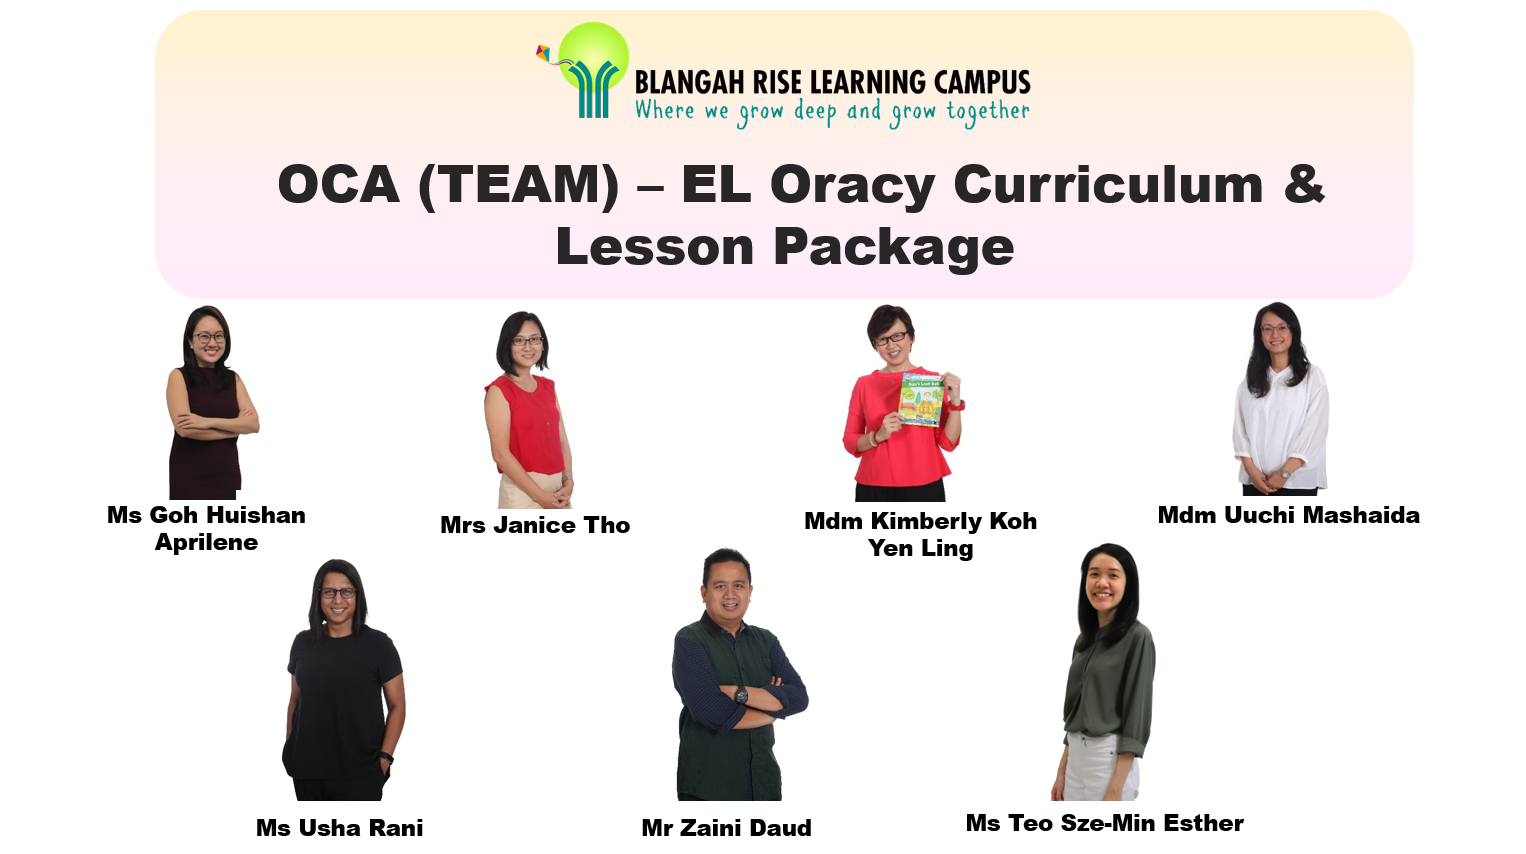 BLANGAH RISE LEARNING CAMPUS
Where we grow deep and grow together
OCA (TEAM) – EL Oracy Curriculum &
Lesson Package
Ms Goh Huishan
Aprilene
Mrs Janice Tho
Mdm Kimberly Koh
Yen Ling
Mdm Uuchi Mashaida
Ms Usha Rani
Mr Zaini Daud
Ms Teo Sze-Min Esther